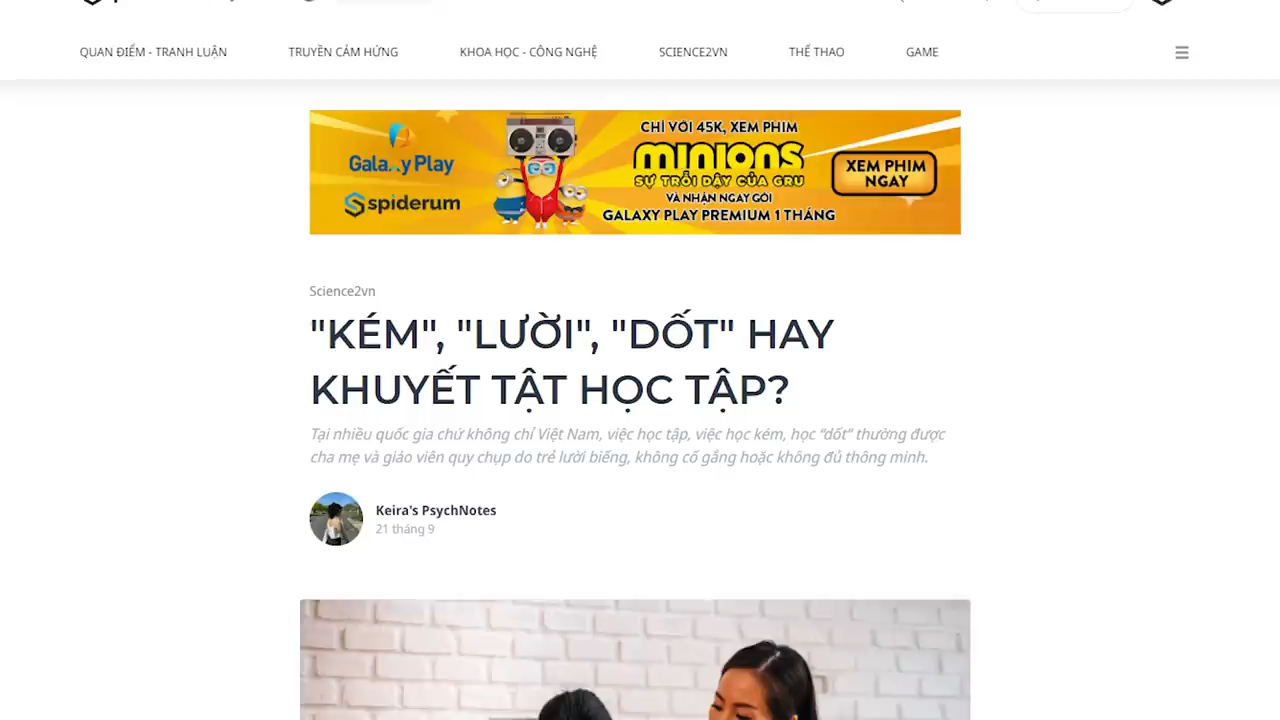 QUAN ĐIỂM - TRANH LUẬN
TRUYỀN CẢM HỨNG
KHOA HỌC - CÔNG NGHỆ
SCIENCE2VN
THỂ THAO
GAME
Galaxy Play
spiderum
CHỈ VỚI 45K, XEM PHIM
MINIONS
SỰ TRỖI DẬY CỦA GRU
VÀ NHẬN NGAY GÓI
GALAXY PLAY PREMIUM 1 THÁNG
XEM PHIM
NGAY
Science2vn
"KÉM", "LƯỜI", "DỐT" HAY
KHUYẾT TẬT HỌC TẬP?
Tại nhiều quốc gia chứ không chỉ Việt Nam, việc học tập, việc học kém, học “dốt” thường được
cha mẹ và giáo viên quy chụp do trẻ lười biếng, không cố gắng hoặc không đủ thông minh.
Keira's PsychNotes
21 tháng 9